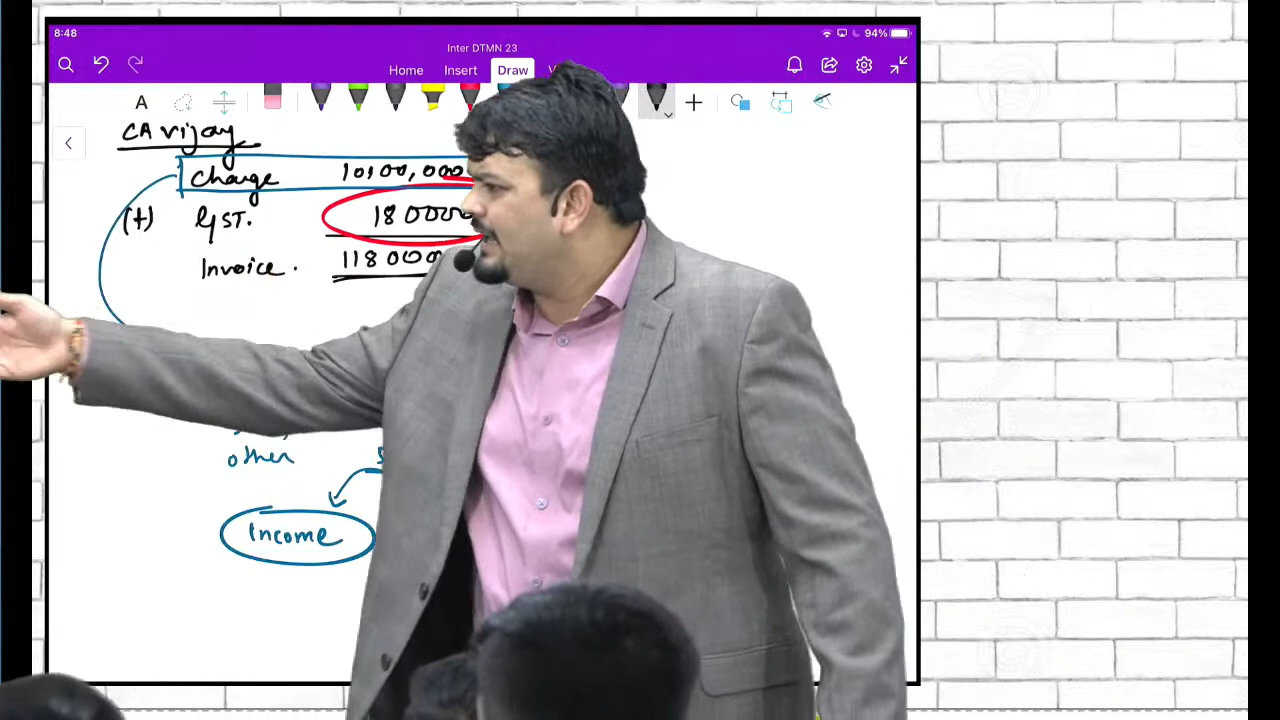 8:48
94%
Inter DTMN 23
Home Insert Draw
A
CA Vijay
Charge 10,00,000
(+) GST. 180000
Invoice. 118000
other
Income